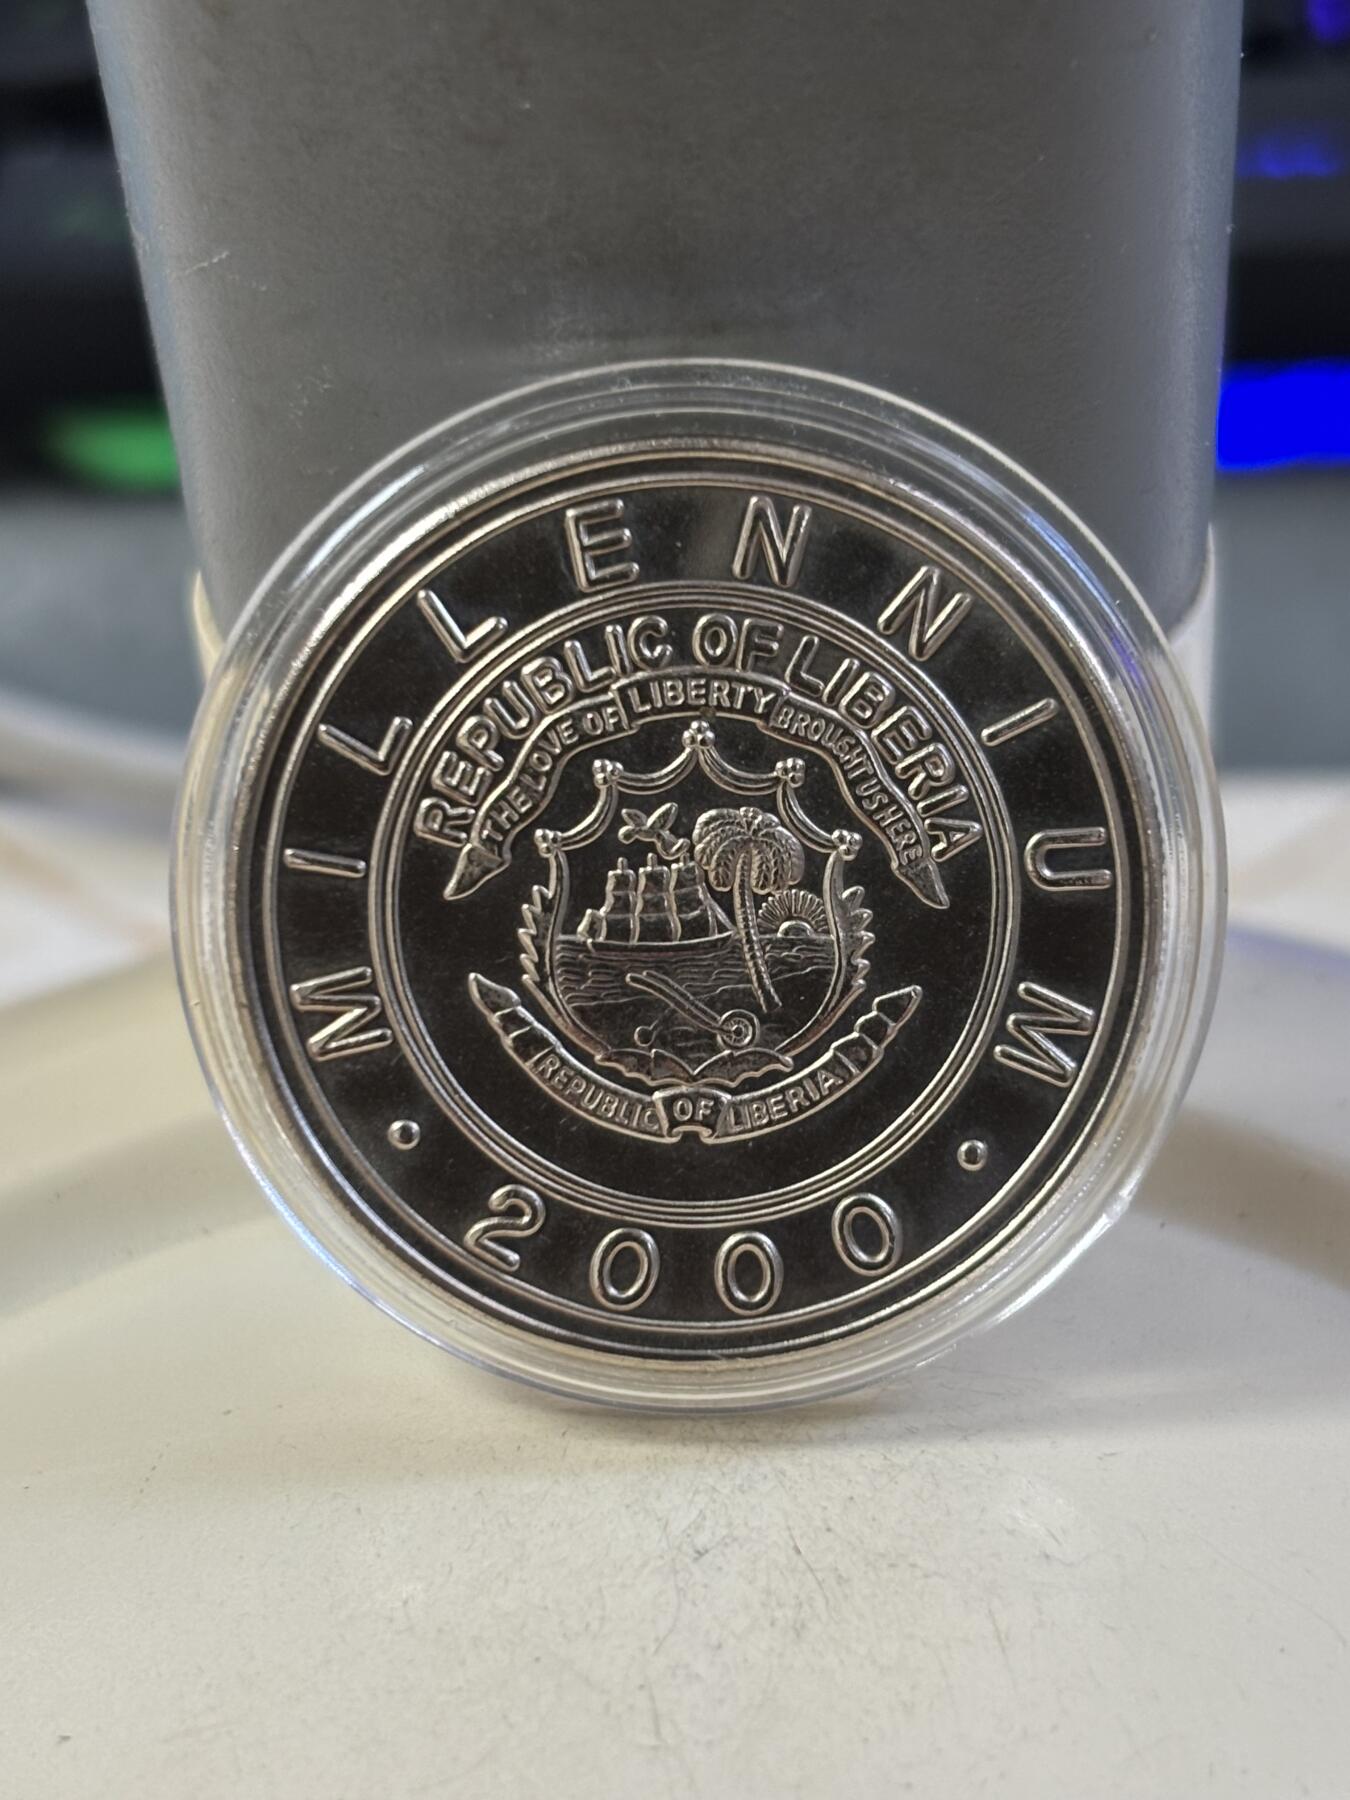 MILLENNIUM
REPUBLIC OF LIBERIA
THE LOVE OF LIBERTY BROUGHT US HERE
REPUBLIC OF LIBERIA
• 2000 •